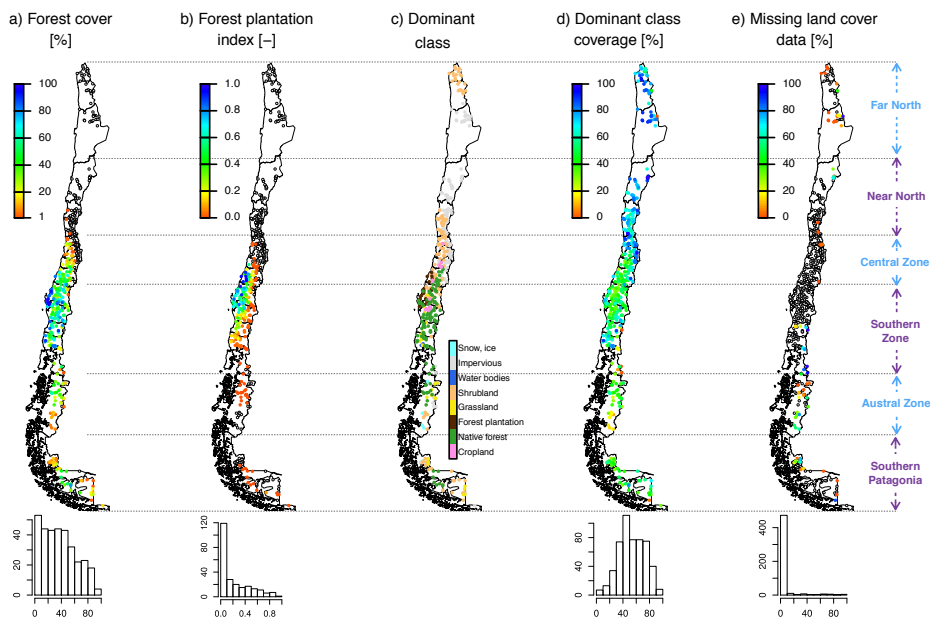 a) Forest cover
[%]
b) Forest plantation
index [−]
c) Dominant
class
d) Dominant class
coverage [%]
e) Missing land cover
data [%]
100
80
60
40
20
1
1.0
0.8
0.6
0.4
0.2
0.0
100
80
60
40
20
0
100
80
60
40
20
0
Far North
Near North
Central Zone
Southern
Zone
Austral Zone
Southern
Patagonia
Snow, ice
Impervious
Water bodies
Shrubland
Grassland
Forest plantation
Native forest
Cropland
0 20 40
0 40 80
0 40 80 120
0.0 0.4 0.8
0 40 80
0 40 80
0 200 400
0 40 80